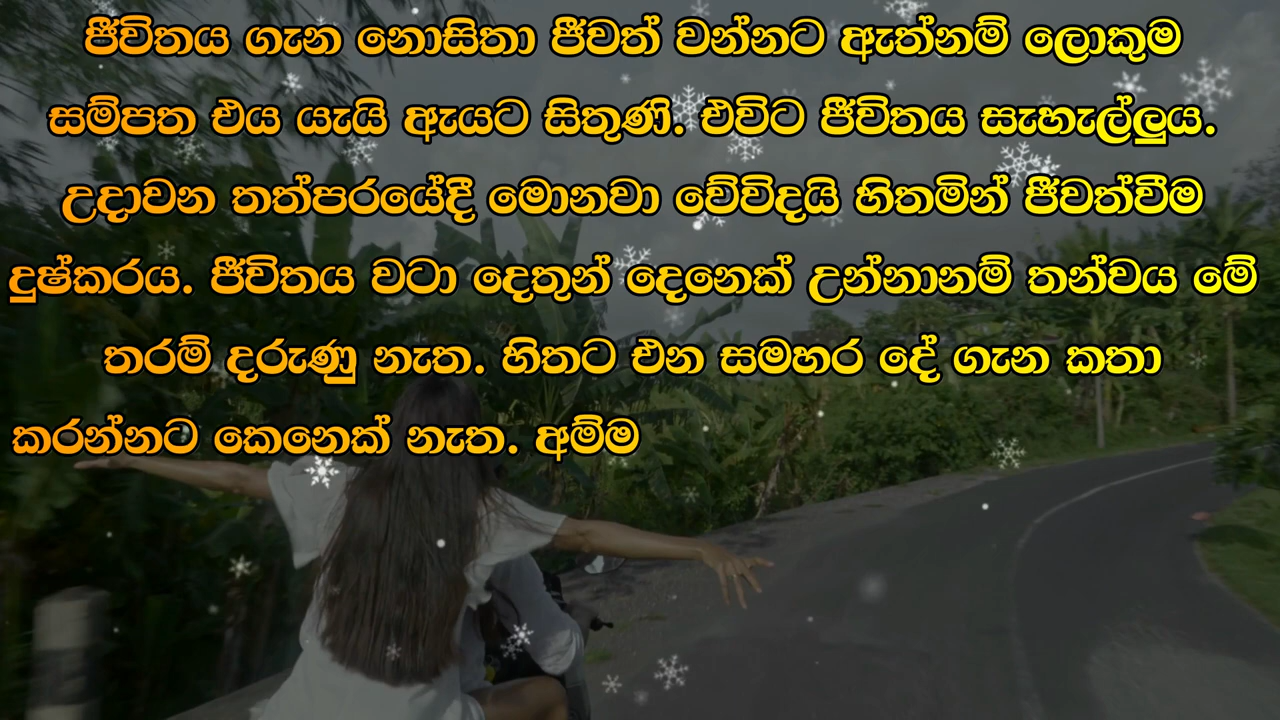 ජීවිතය ගැන නොසිතා ජීවත් වන්නට ඇත්නම් ලොකුම
සම්පත එය යැයි ඇයට සිතුණි. එවිට ජීවිතය සැහැල්ලුය.
උදාවන තත්පරයේදී මොනවා වේවිදයි හිතමින් ජීවත්වීම
දුෂ්කරය. ජීවිතය වටා දෙතුන් දෙනෙක් උන්නානම් තත්වය මේ
තරම් දරුණු නැත. හිතට එන සමහර දේ ගැන කතා
කරන්නට කෙනෙක් නැත. අම්ම